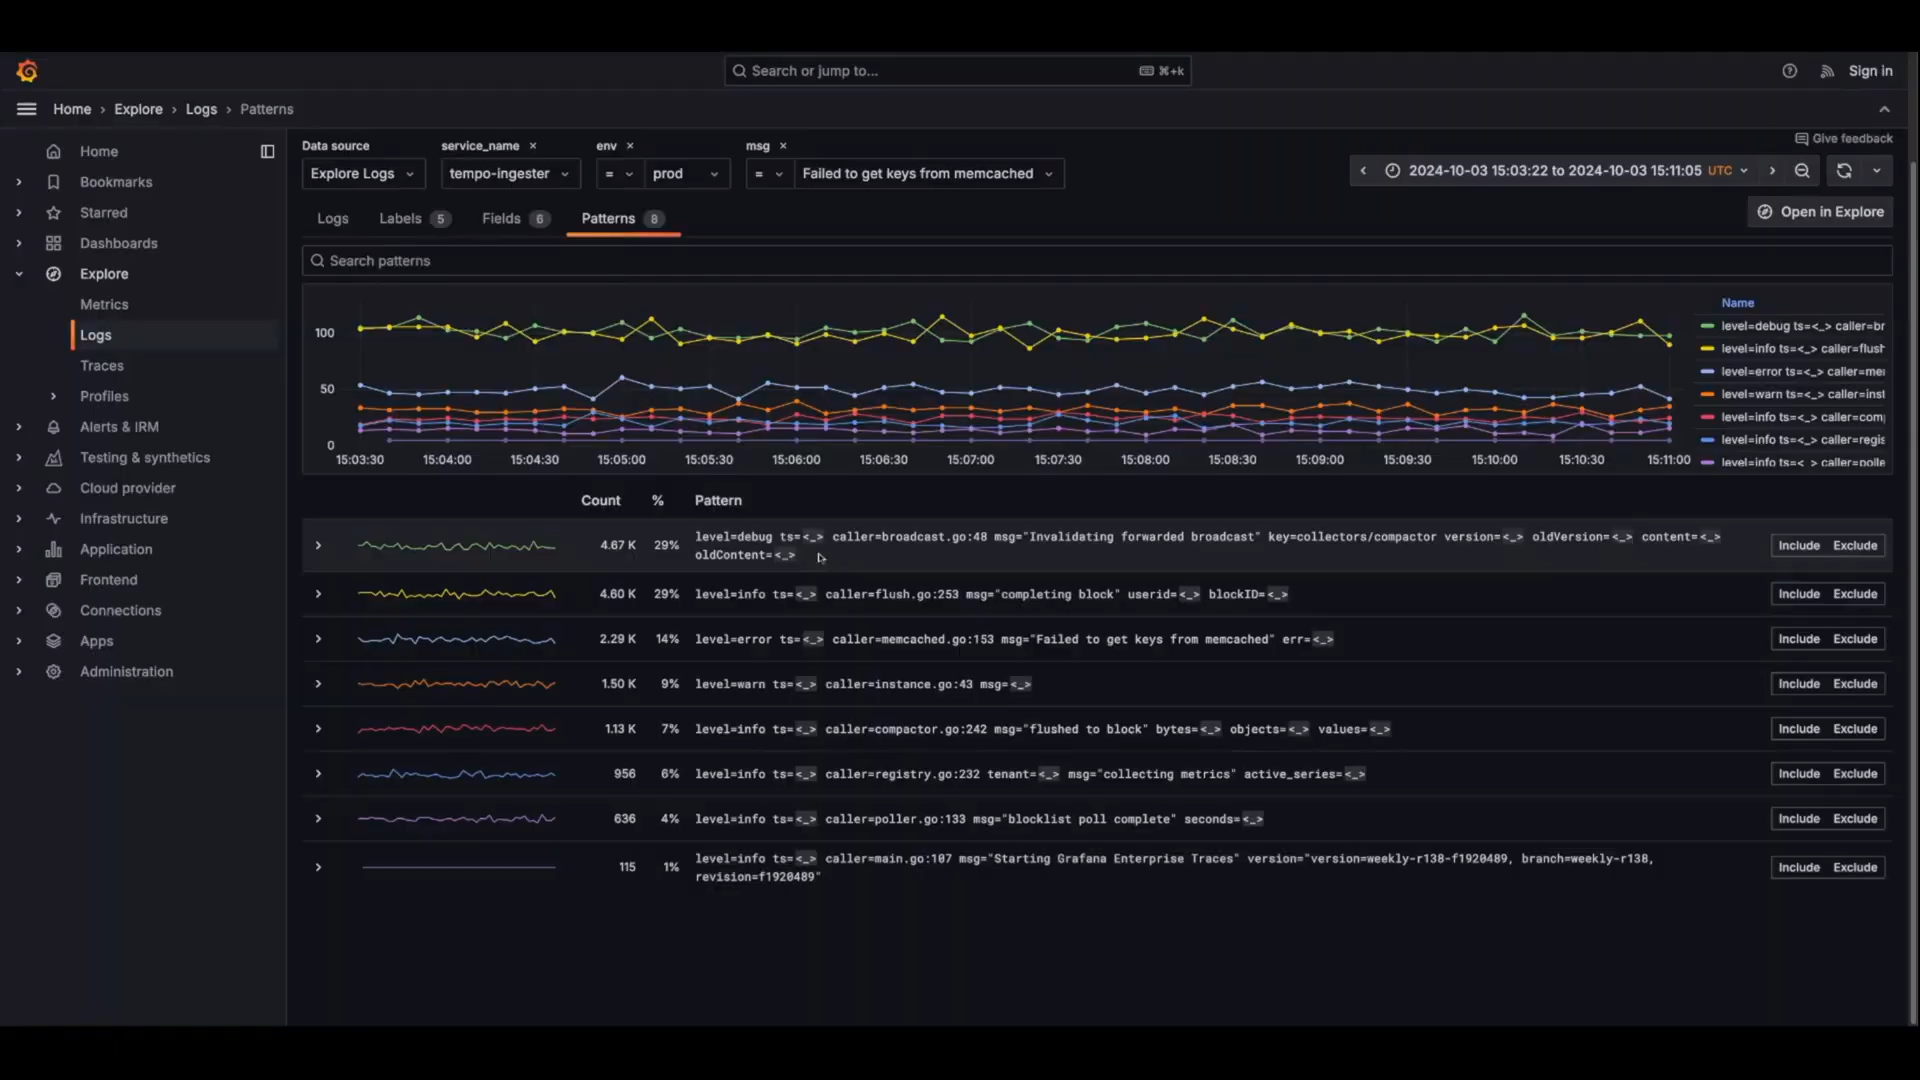 Search or jump to...
⌘+k
Sign in
Home › Explore › Logs › Patterns
Give feedback
Home
Bookmarks
Starred
Dashboards
Explore
Metrics
Logs
Traces
Profiles
Alerts & IRM
Testing & synthetics
Cloud provider
Infrastructure
Application
Frontend
Connections
Apps
Administration
Data source service_name × env × msg ×
Explore Logs tempo-ingester = prod = Failed to get keys from memcached
2024-10-03 15:03:22 to 2024-10-03 15:11:05 UTC
Logs Labels 5 Fields 6 Patterns 8
Open in Explore
Search patterns
100
50
0
15:03:30 15:04:00 15:04:30 15:05:00 15:05:30 15:06:00 15:06:30 15:07:00 15:07:30 15:08:00 15:08:30 15:09:00 15:09:30 15:10:00 15:10:30 15:11:00
Name
level=debug ts=<_> caller=br
level=info ts=<_> caller=flush
level=error ts=<_> caller=me
level=warn ts=<_> caller=inst
level=info ts=<_> caller=com
level=info ts=<_> caller=regis
level=info ts=<_> caller=polle
Count % Pattern
4.67 K 29% level=debug ts=<_> caller=broadcast.go:48 msg="Invalidating forwarded broadcast" key=collectors/compactor version=<_> oldVersion=<_> content=<_>
oldContent=<_>
Include Exclude
4.60 K 29% level=info ts=<_> caller=flush.go:253 msg="completing block" userid=<_> blockID=<_> Include Exclude
2.29 K 14% level=error ts=<_> caller=memcached.go:153 msg="Failed to get keys from memcached" err=<_> Include Exclude
1.50 K 9% level=warn ts=<_> caller=instance.go:43 msg=<_> Include Exclude
1.13 K 7% level=info ts=<_> caller=compactor.go:242 msg="flushed to block" bytes=<_> objects=<_> values=<_> Include Exclude
956 6% level=info ts=<_> caller=registry.go:232 tenant=<_> msg="collecting metrics" active_series=<_> Include Exclude
636 4% level=info ts=<_> caller=poller.go:133 msg="blocklist poll complete" seconds=<_> Include Exclude
115 1% level=info ts=<_> caller=main.go:107 msg="Starting Grafana Enterprise Traces" version="version=weekly-r138-f1920489, branch=weekly-r138,
revision=f1920489"
Include Exclude